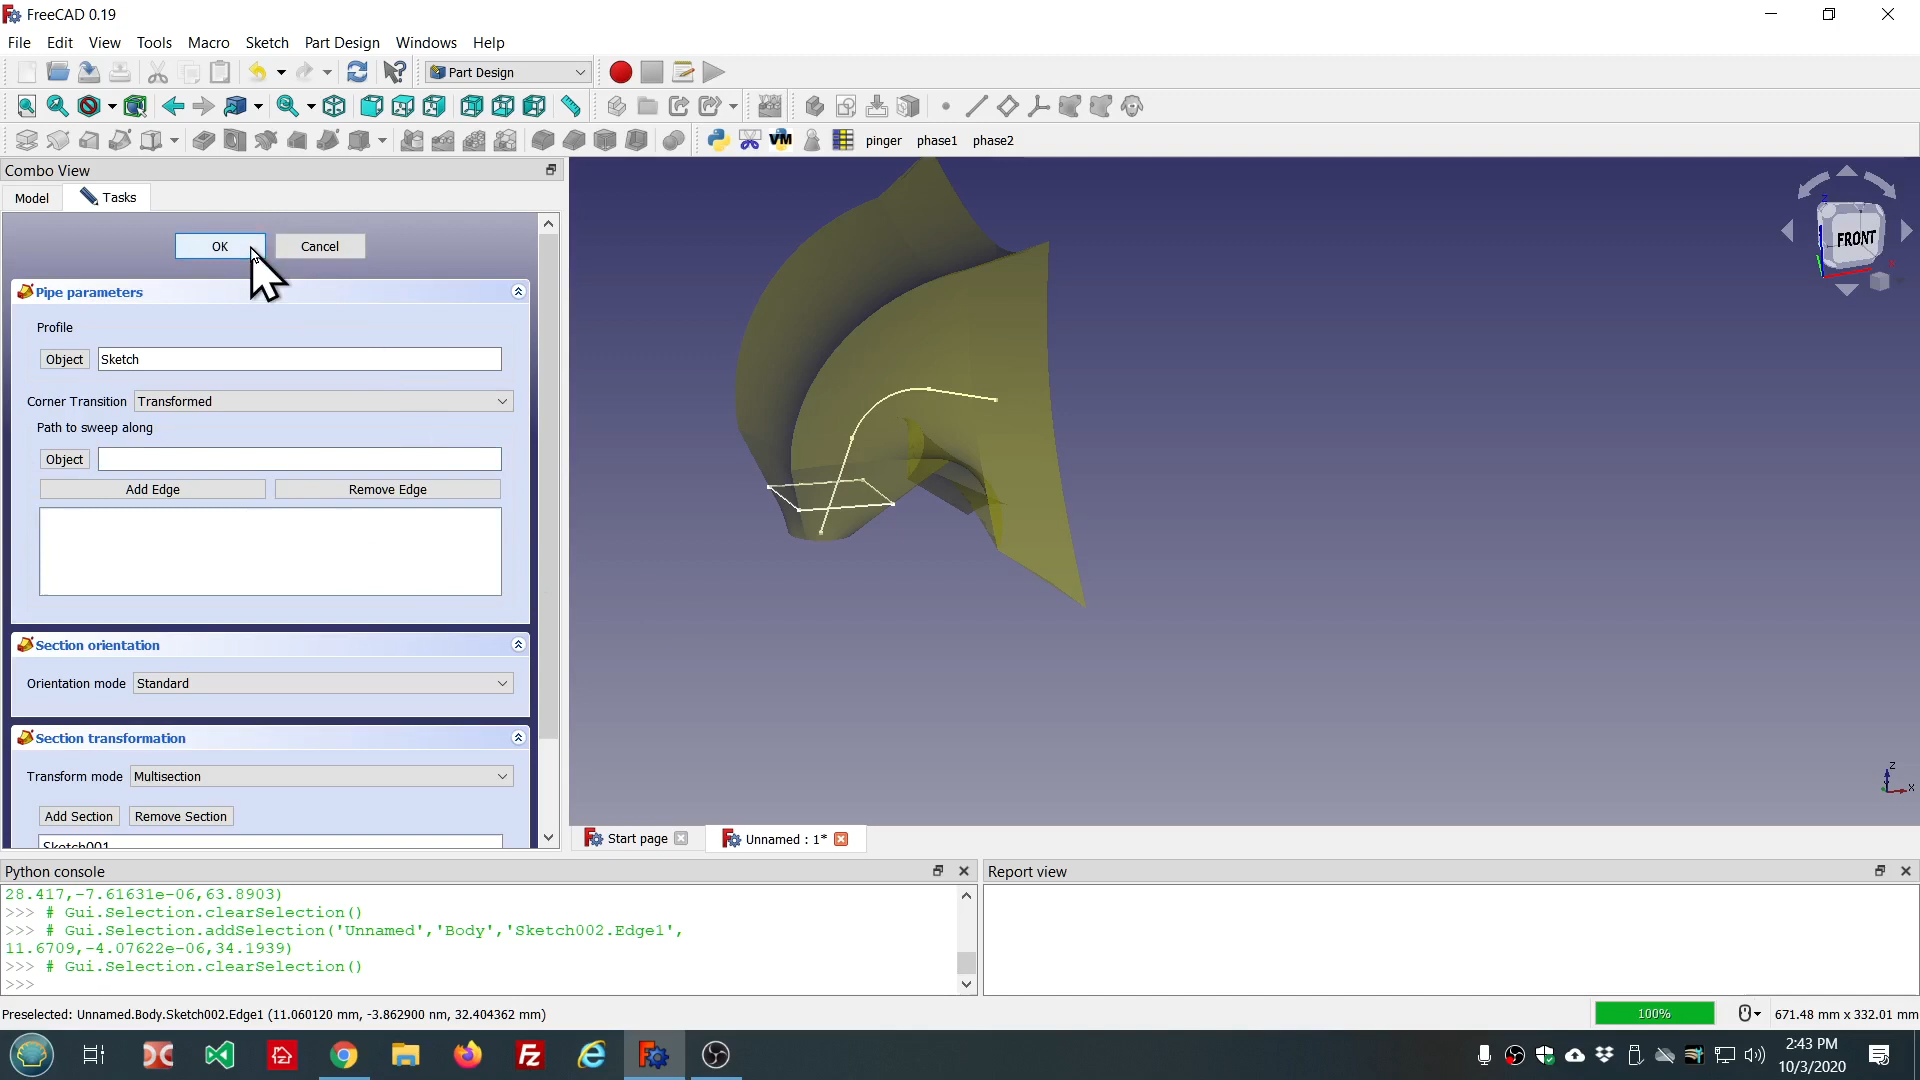 FreeCAD 0.19
File Edit View Tools Macro Sketch Part Design Windows Help
Part Design
VM pinger phase1 phase2
Combo View
Model Tasks
FRONT
OK Cancel
Pipe parameters
Profile
Object Sketch
Corner Transition Transformed
Path to sweep along
Object
Add Edge Remove Edge
Section orientation
Orientation mode Standard
Section transformation
Transform mode Multisection
Add Section Remove Section
Sketch001
Z
X
Start page Unnamed : 1*
Python console
Report view
28.417,-7.61631e-06,63.8903)
>>> # Gui.Selection.clearSelection()
>>> # Gui.Selection.addSelection('Unnamed','Body','Sketch002.Edge1',
11.6709,-4.07622e-06,34.1939)
>>> # Gui.Selection.clearSelection()
>>>
Preselected: Unnamed.Body.Sketch002.Edge1 (11.060120 mm, -3.862900 nm, 32.404362 mm)
100%
671.48 mm x 332.01 mm
2:43 PM
10/3/2020